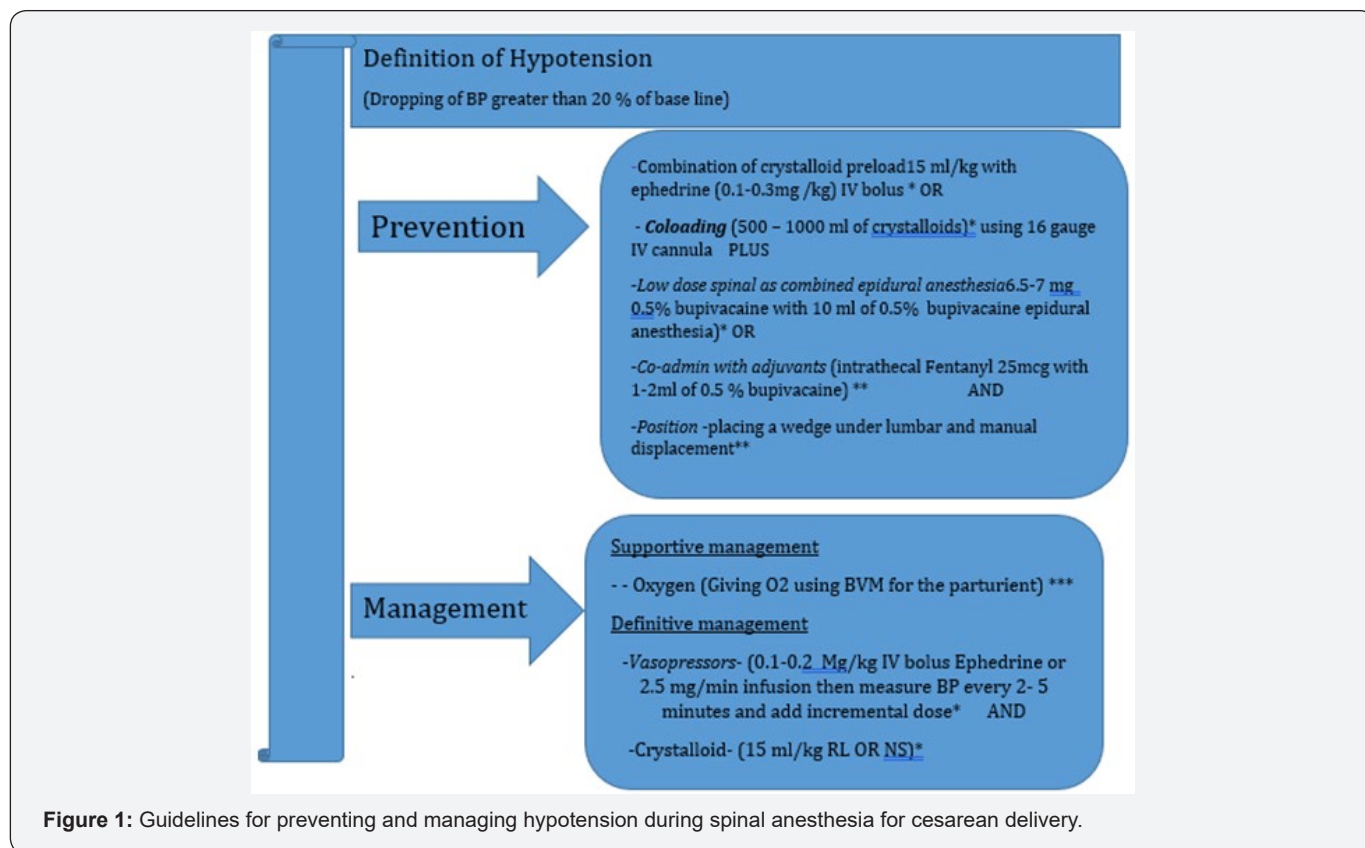 Definition of Hypotension
(Dropping of BP greater than 20 % of base line)
Prevention
-Combination of crystalloid preload15 ml/kg with
ephedrine (0.1-0.3mg /kg) IV bolus * OR
- Coloading (500 – 1000 ml of crystalloids)* using 16 gauge
IV cannula PLUS
-Low dose spinal as combined epidural anesthesia6.5-7 mg
0.5% bupivacaine with 10 ml of 0.5% bupivacaine epidural
anesthesia)* OR
-Co-admin with adjuvants (intrathecal Fentanyl 25mcg with
1-2ml of 0.5 % bupivacaine) ** AND
-Position -placing a wedge under lumbar and manual
displacement**
Management
Supportive management
- - Oxygen (Giving O2 using BVM for the parturient) ***
Definitive management
-Vasopressors- (0.1-0.2 Mg/kg IV bolus Ephedrine or
2.5 mg/min infusion then measure BP every 2- 5
minutes and add incremental dose* AND
-Crystalloid- (15 ml/kg RL OR NS)*
Figure 1: Guidelines for preventing and managing hypotension during spinal anesthesia for cesarean delivery.